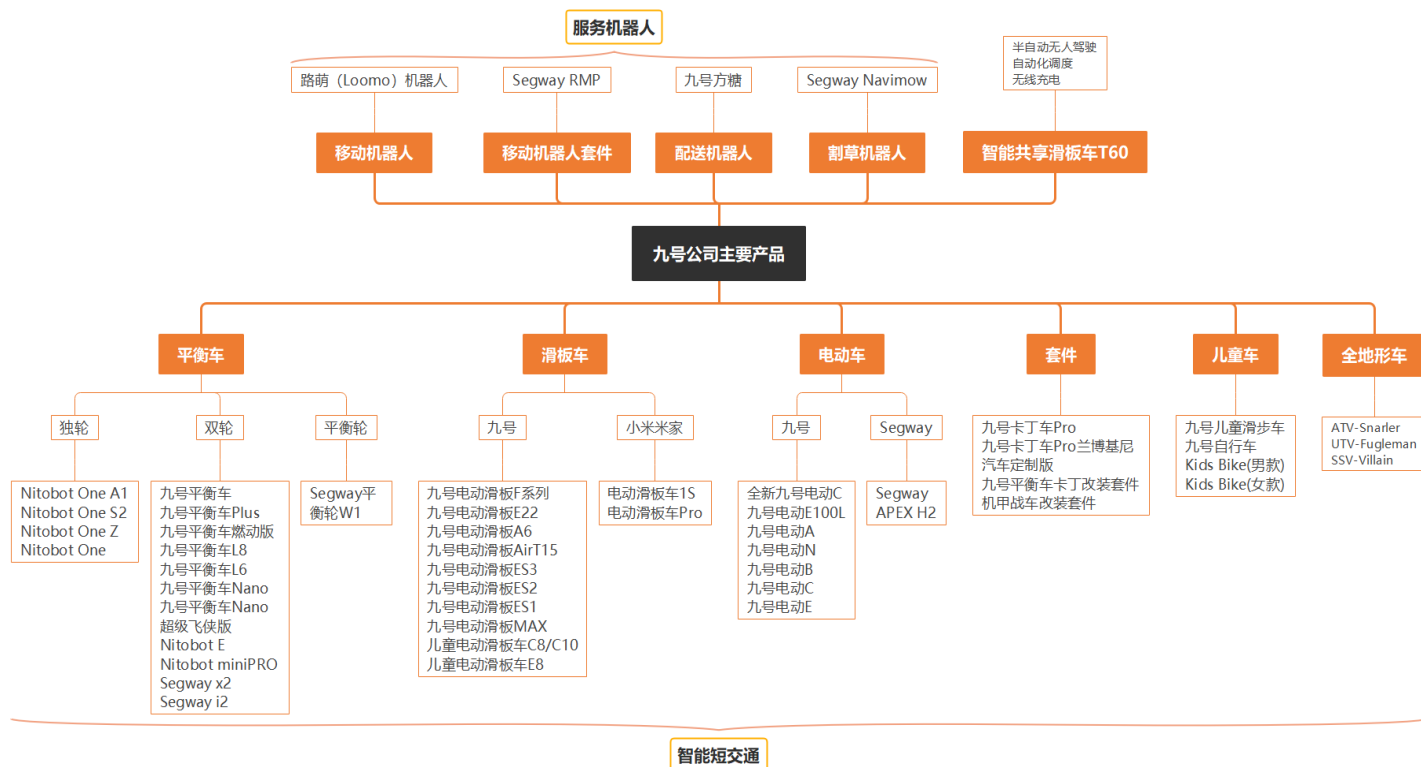 服务机器人
路萌（Loomo）机器人
Segway RMP
九号方糖
Segway Navimow
半自动无人驾驶
自动化调度
无线充电
移动机器人
移动机器人套件
配送机器人
割草机器人
智能共享滑板车T60
九号公司主要产品
平衡车
滑板车
电动车
套件
儿童车
全地形车
独轮
双轮
平衡轮
九号
小米米家
九号
Segway
Nitobot One A1
Nitobot One S2
Nitobot One Z
Nitobot One
九号平衡车
九号平衡车Plus
九号平衡车燃动版
九号平衡车L8
九号平衡车L6
九号平衡车Nano
九号平衡车Nano
超级飞侠版
Nitobot E
Nitobot miniPRO
Segway x2
Segway i2
Segway平
衡轮W1
九号电动滑板F系列
九号电动滑板E22
九号电动滑板A6
九号电动滑板AirT15
九号电动滑板ES3
九号电动滑板ES2
九号电动滑板ES1
九号电动滑板MAX
儿童电动滑板车C8/C10
儿童电动滑板车E8
电动滑板车1S
电动滑板车Pro
全新九号电动C
九号电动E100L
九号电动A
九号电动N
九号电动B
九号电动C
九号电动E
Segway
APEX H2
九号卡丁车Pro
九号卡丁车Pro兰博基尼
汽车定制版
九号平衡车卡丁改装套件
机甲战车改装套件
九号儿童滑步车
九号自行车
Kids Bike(男款)
Kids Bike(女款)
ATV-Snarler
UTV-Fugleman
SSV-Villain
智能短交通